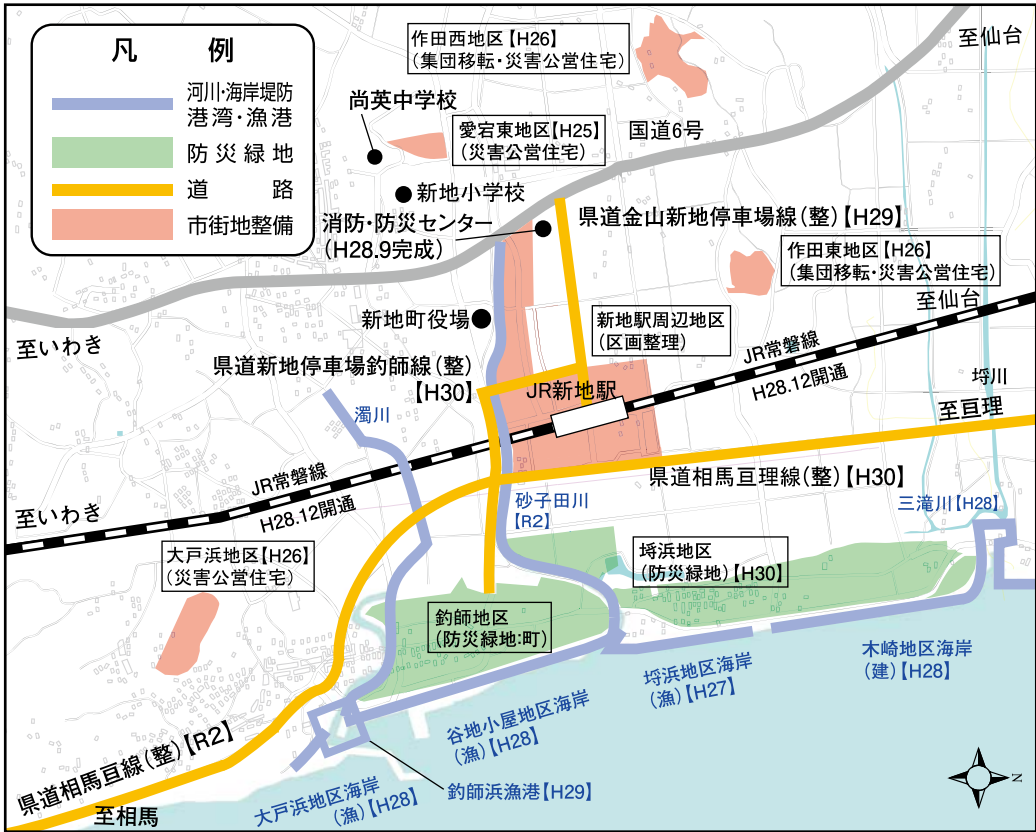 凡 例
河川・海岸堤防
港湾・漁港
防災緑地
道 路
市街地整備
作田西地区【H26】
(集団移転・災害公営住宅)
至仙台
尚英中学校
愛宕東地区【H25】
(災害公営住宅)
国道6号
新地小学校
消防・防災センター
(H28.9完成)
県道金山新地停車場線(整)【H29】
作田東地区【H26】
(集団移転・災害公営住宅)
至仙台
新地町役場
新地駅周辺地区
(区画整理)
至いわき
県道新地停車場釣師線(整)
【H30】
JR新地駅
JR常磐線
H28.12開通
埓川
至亘理
濁川
JR常磐線
H28.12開通
至いわき
県道相馬亘理線(整)【H30】
砂子田川
【R2】
三滝川【H28】
大戸浜地区【H26】
(災害公営住宅)
埓浜地区
(防災緑地)【H30】
釣師地区
(防災緑地:町)
木崎地区海岸
(建)【H28】
埓浜地区海岸
(漁)【H27】
谷地小屋地区海岸
(漁)【H28】
県道相馬亘線(整)【R2】
釣師浜漁港【H29】
大戸浜地区海岸
(漁)【H28】
至相馬
N